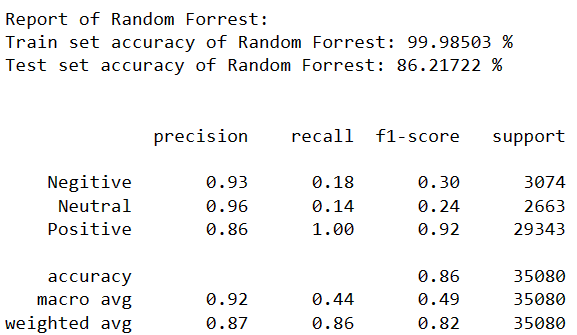 Report of Random Forrest:
Train set accuracy of Random Forrest: 99.98503 %
Test set accuracy of Random Forrest: 86.21722 %
precision recall f1-score support
Negitive 0.93 0.18 0.30 3074
Neutral 0.96 0.14 0.24 2663
Positive 0.86 1.00 0.92 29343
accuracy 0.86 35080
macro avg 0.92 0.44 0.49 35080
weighted avg 0.87 0.86 0.82 35080